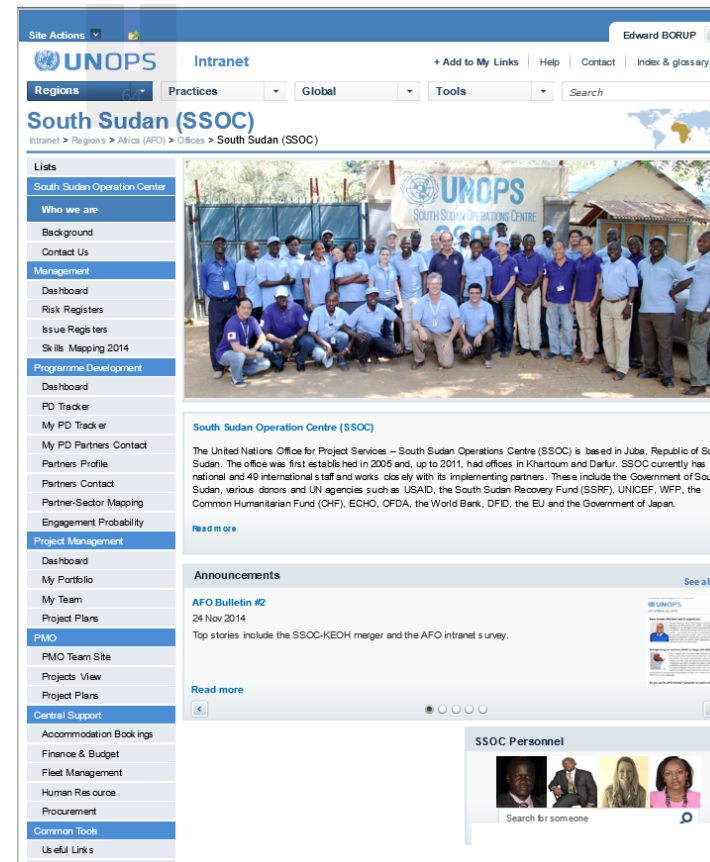 Site Actions
Edward BORUP
UNOPS
Intranet
+ Add to My Links
Help
Contact
Index & glossary
Regions
Practices
Global
Tools
Search
South Sudan (SSOC)
Intranet > Regions > Africa (AFO) > Offices > South Sudan (SSOC)
Lists
South Sudan Operation Center
Who we are
Background
Contact Us
Management
Dashboard
Risk Registers
Issue Registers
Skills Mapping 2014
Programme Development
Dashboard
PD Tracker
My PD Tracker
My PD Partners Contact
Partners Profile
Partners Contact
Partner-Sector Mapping
Engagement Probability
Project Management
Dashboard
My Portfolio
My Team
Project Plans
PMO
PMO Team Site
Projects View
Project Plans
Central Support
Accommodation Bookings
Finance & Budget
Fleet Management
Human Resource
Procurement
Common Tools
Useful Links
UNOPS
SOUTH SUDAN OPERATIONS CENTRE
SSOC
South Sudan Operation Centre (SSOC)
The United Nations Office for Project Services – South Sudan Operations Centre (SSOC) is based in Juba, Republic of So
Sudan. The office was first established in 2005 and, up to 2011, had offices in Khartoum and Darfur. SSOC currently has
national and 49 international staff and works closely with its implementing partners. These include the Government of Sou
Sudan, various donors and UN agencies such as USAID, the South Sudan Recovery Fund (SSRF), UNICEF, WFP, the
Common Humanitarian Fund (CHF), ECHO, OFDA, the World Bank, DFID, the EU and the Government of Japan.
Read more
Announcements
See al
AFO Bulletin #2
24 Nov 2014
Top stories include the SSOC-KEOH merger and the AFO intranet survey.
Read more
UNOPS
SSOC Personnel
Search for someone